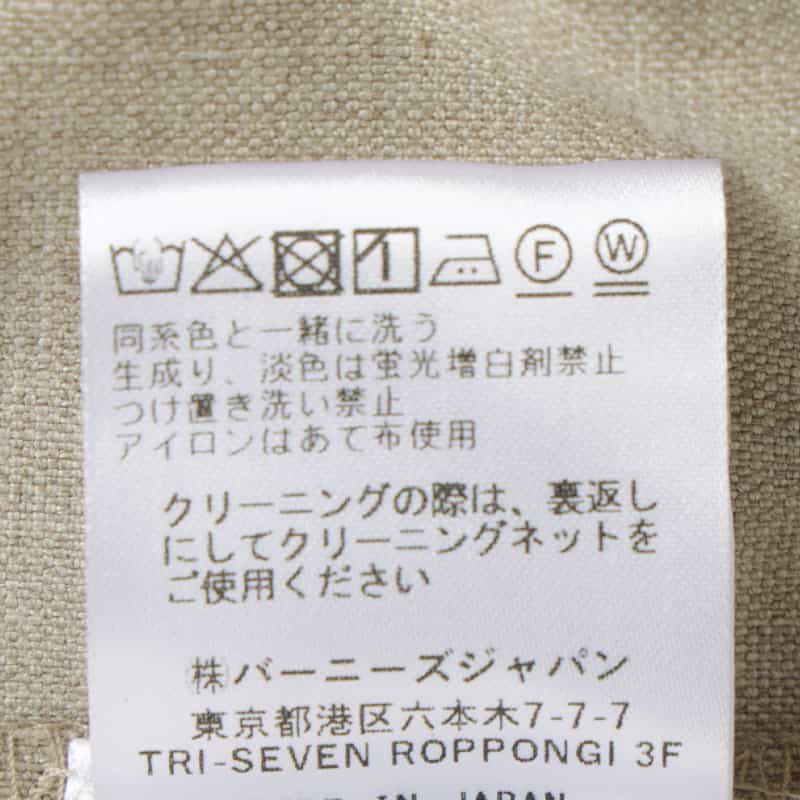 F W
同系色と一緒に洗う
生成り、淡色は蛍光増白剤禁止
つけ置き洗い禁止
アイロンはあて布使用
クリーニングの際は、裏返し
にしてクリーニングネットを
ご使用ください
㈱バーニーズジャパン
東京都港区六本木7-7-7
TRI-SEVEN ROPPONGI 3F
IN JAPAN